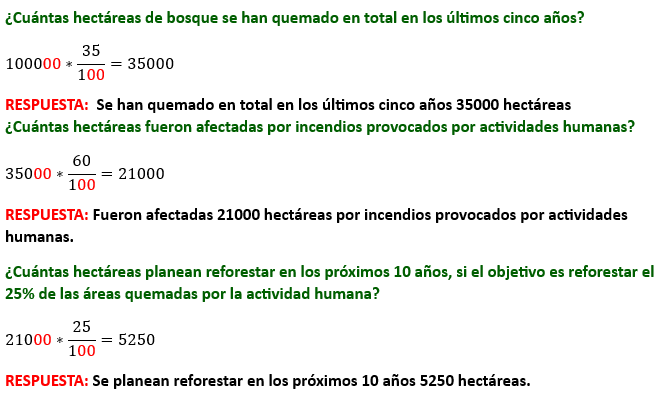 ¿Cuántas hectáreas de bosque se han quemado en total en los últimos cinco años?
100000 ∗ 35/100 = 35000
RESPUESTA: Se han quemado en total en los últimos cinco años 35000 hectáreas
¿Cuántas hectáreas fueron afectadas por incendios provocados por actividades humanas?
35000 ∗ 60/100 = 21000
RESPUESTA: Fueron afectadas 21000 hectáreas por incendios provocados por actividades
humanas.
¿Cuántas hectáreas planean reforestar en los próximos 10 años, si el objetivo es reforestar el
25% de las áreas quemadas por la actividad humana?
21000 ∗ 25/100 = 5250
RESPUESTA: Se planean reforestar en los próximos 10 años 5250 hectáreas.